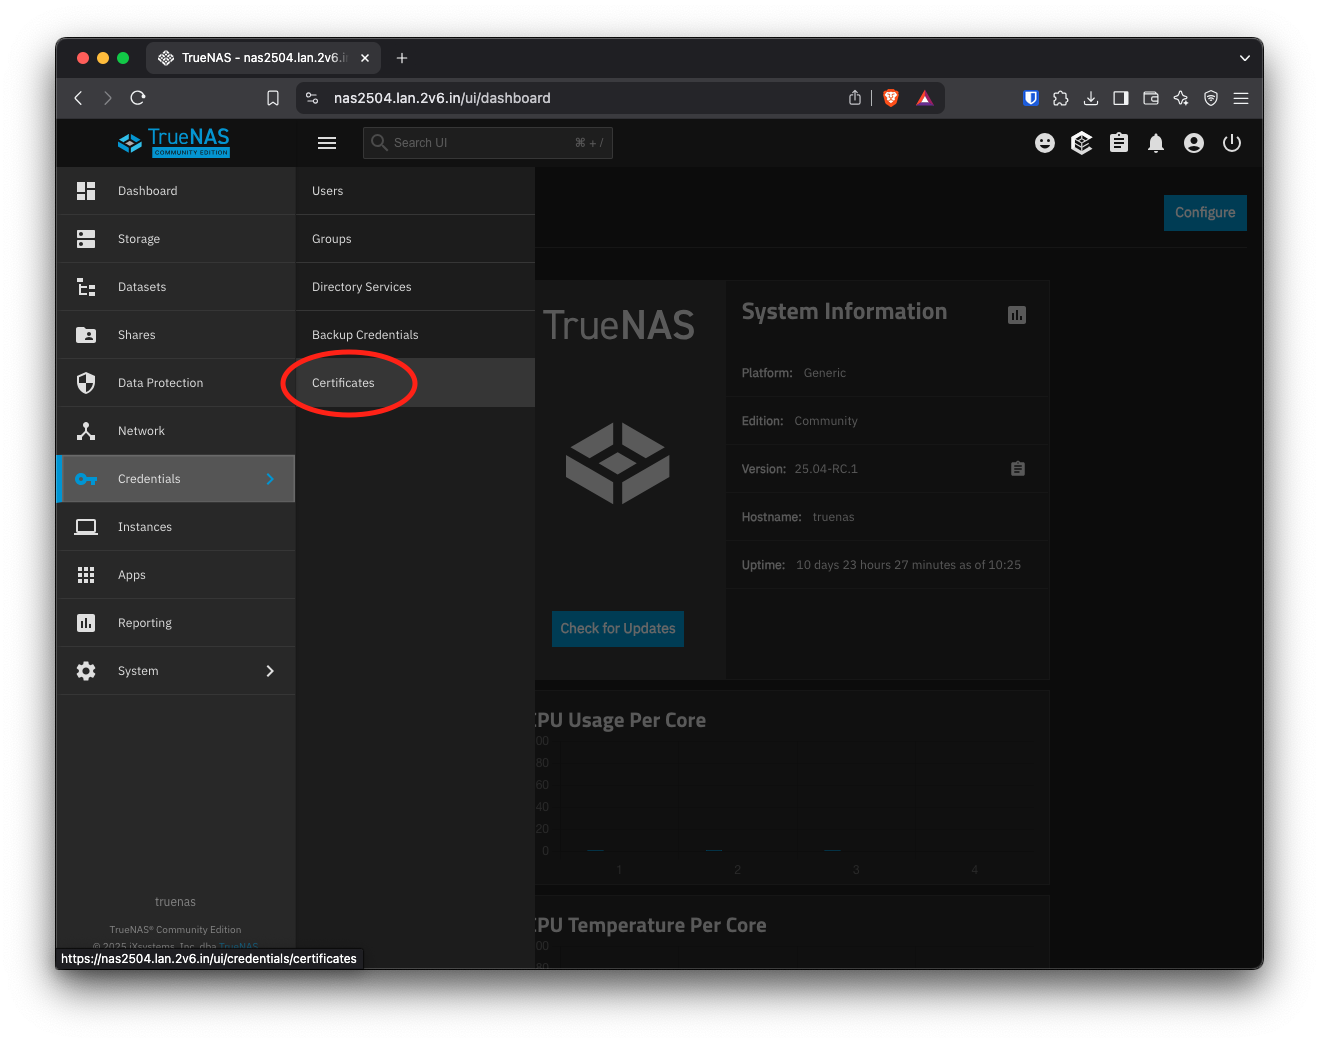 TrueNAS - nas2504.lan.2v6.i
nas2504.lan.2v6.in/ui/dashboard
TrueNAS
COMMUNITY EDITION
Search UI
⌘ + /
Dashboard
Storage
Datasets
Shares
Data Protection
Network
Credentials
Instances
Apps
Reporting
System
Users
Groups
Directory Services
Backup Credentials
Certificates
Configure
TrueNAS
Check for Updates
System Information
Platform: Generic
Edition: Community
Version: 25.04-RC.1
Hostname: truenas
Uptime: 10 days 23 hours 27 minutes as of 10:25
CPU Usage Per Core
00
80
60
40
20
0
1 2 3 4
CPU Temperature Per Core
00
80
truenas
TrueNAS® Community Edition
© 2025 iXsystems, Inc. dba TrueNAS
https://nas2504.lan.2v6.in/ui/credentials/certificates